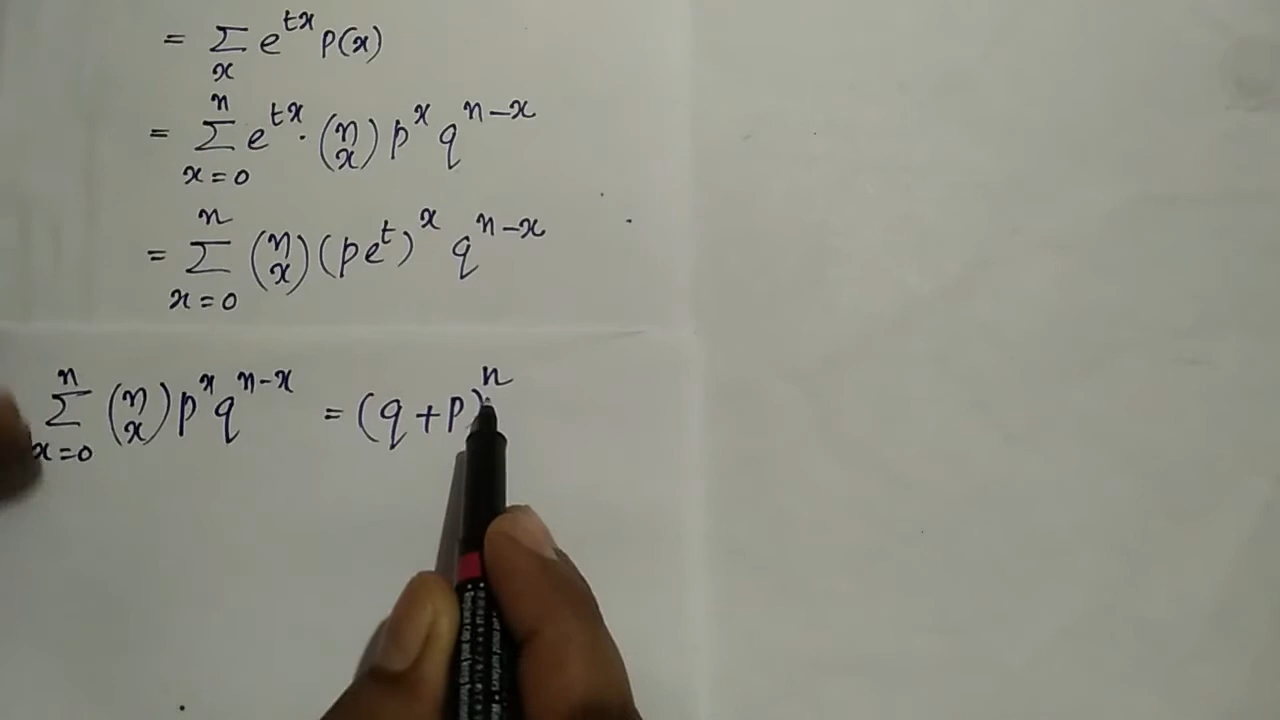 = Σ_x e^{tx} p(x)
= Σ_{x=0}^{n} e^{tx} · (n x) p^x q^{n-x}
= Σ_{x=0}^{n} (n x) (pe^t)^x q^{n-x}
Σ_{x=0}^{n} (n x) p^x q^{n-x} = (q+p)^n